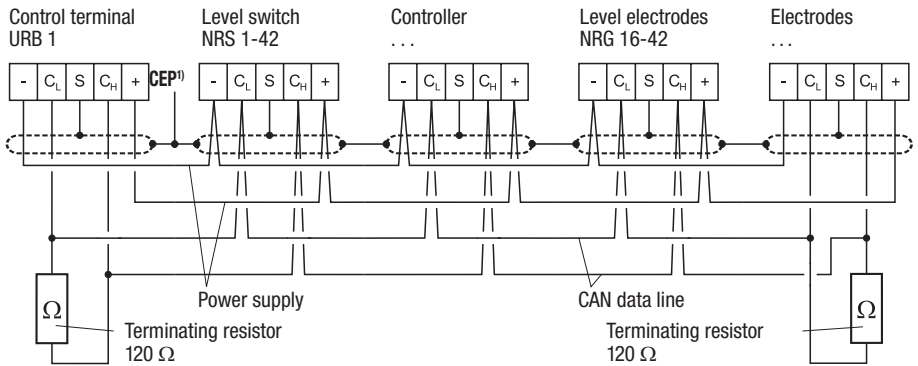 Control terminal
URB 1
Level switch
NRS 1-42
Controller
. . .
Level electrodes
NRG 16-42
Electrodes
...
- C_L S C_H +
CEP¹⁾
- C_L S C_H +
- C_L S C_H +
- C_L S C_H +
- C_L S C_H +
Power supply
CAN data line
Ω
Terminating resistor
120 Ω
Terminating resistor
120 Ω
Ω